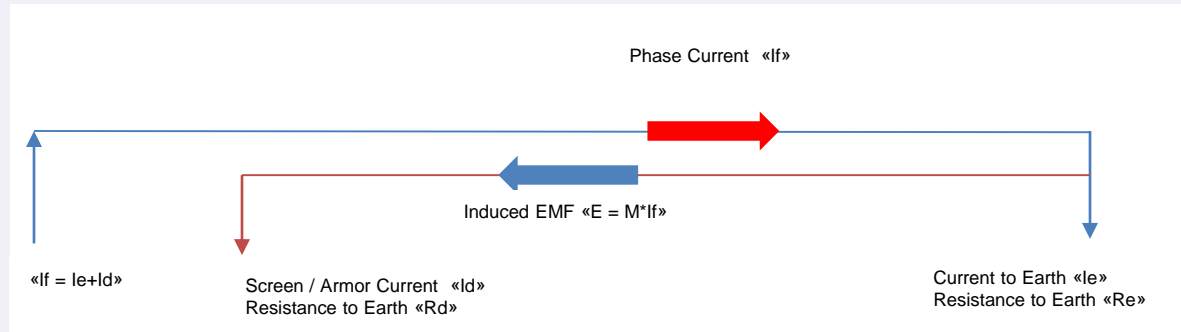 Phase Current «If»
Induced EMF «E = M*If»
«If = Ie+Id»
Screen / Armor Current «Id»
Resistance to Earth «Rd»
Current to Earth «Ie»
Resistance to Earth «Re»